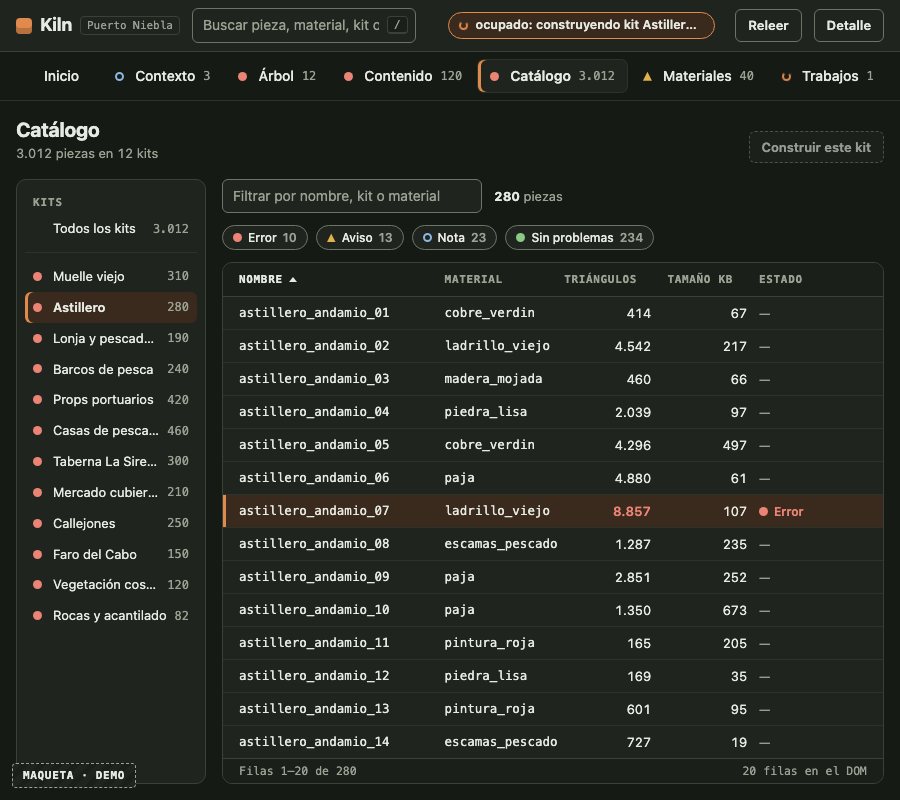 Kiln Puerto Niebla Buscar pieza, material, kit o / ocupado: construyendo kit Astiller... Releer Detalle
Inicio Contexto 3 Árbol 12 Contenido 120 Catálogo 3.012 Materiales 40 Trabajos 1
Catálogo
3.012 piezas en 12 kits
Construir este kit
KITS
Todos los kits 3.012
Muelle viejo 310
Astillero 280
Lonja y pescad... 190
Barcos de pesca 240
Props portuarios 420
Casas de pesca... 460
Taberna La Sire... 300
Mercado cubier... 210
Callejones 250
Faro del Cabo 150
Vegetación cos... 120
Rocas y acantilado 82
MAQUETA · DEMO
Filtrar por nombre, kit o material 280 piezas
Error 10 Aviso 13 Nota 23 Sin problemas 234
NOMBRE MATERIAL TRIÁNGULOS TAMAÑO KB ESTADO
astillero_andamio_01 cobre_verdin 414 67 —
astillero_andamio_02 ladrillo_viejo 4.542 217 —
astillero_andamio_03 madera_mojada 460 66 —
astillero_andamio_04 piedra_lisa 2.039 97 —
astillero_andamio_05 cobre_verdin 4.296 497 —
astillero_andamio_06 paja 4.880 61 —
astillero_andamio_07 ladrillo_viejo 8.857 107 Error
astillero_andamio_08 escamas_pescado 1.287 235 —
astillero_andamio_09 paja 2.851 252 —
astillero_andamio_10 paja 1.350 673 —
astillero_andamio_11 pintura_roja 165 205 —
astillero_andamio_12 piedra_lisa 169 35 —
astillero_andamio_13 pintura_roja 601 95 —
astillero_andamio_14 escamas_pescado 727 19 —
Filas 1–20 de 280 20 filas en el DOM